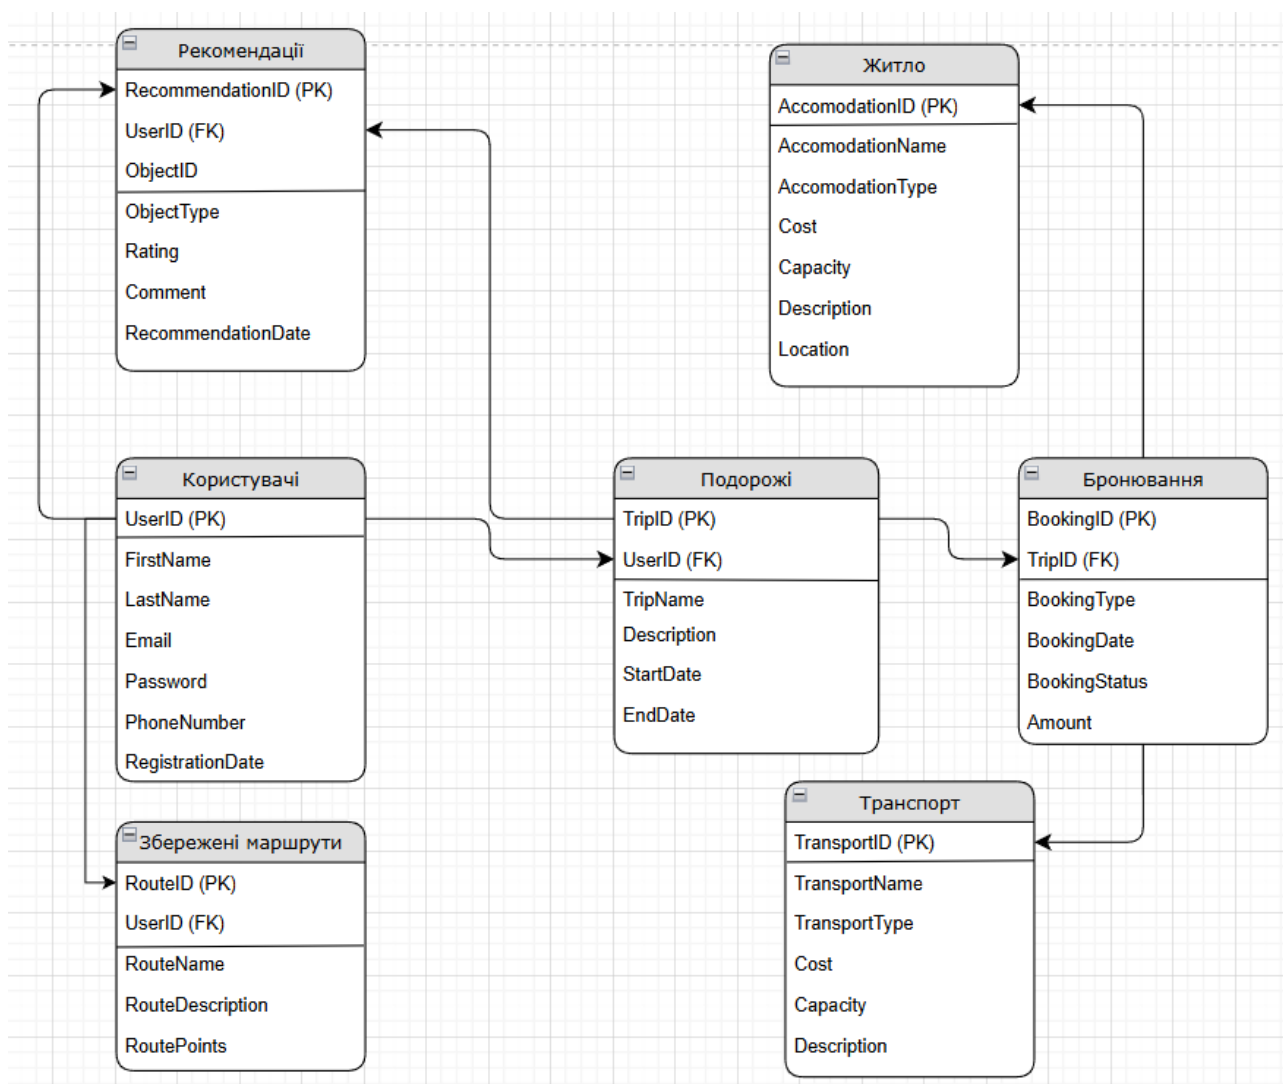 Рекомендації
RecommendationID (PK)
UserID (FK)
ObjectID
ObjectType
Rating
Comment
RecommendationDate
Житло
AccomodationID (PK)
AccomodationName
AccomodationType
Cost
Capacity
Description
Location
Користувачі
UserID (PK)
FirstName
LastName
Email
Password
PhoneNumber
RegistrationDate
Подорожі
TripID (PK)
UserID (FK)
TripName
Description
StartDate
EndDate
Бронювання
BookingID (PK)
TripID (FK)
BookingType
BookingDate
BookingStatus
Amount
Збережені маршрути
RouteID (PK)
UserID (FK)
RouteName
RouteDescription
RoutePoints
Транспорт
TransportID (PK)
TransportName
TransportType
Cost
Capacity
Description